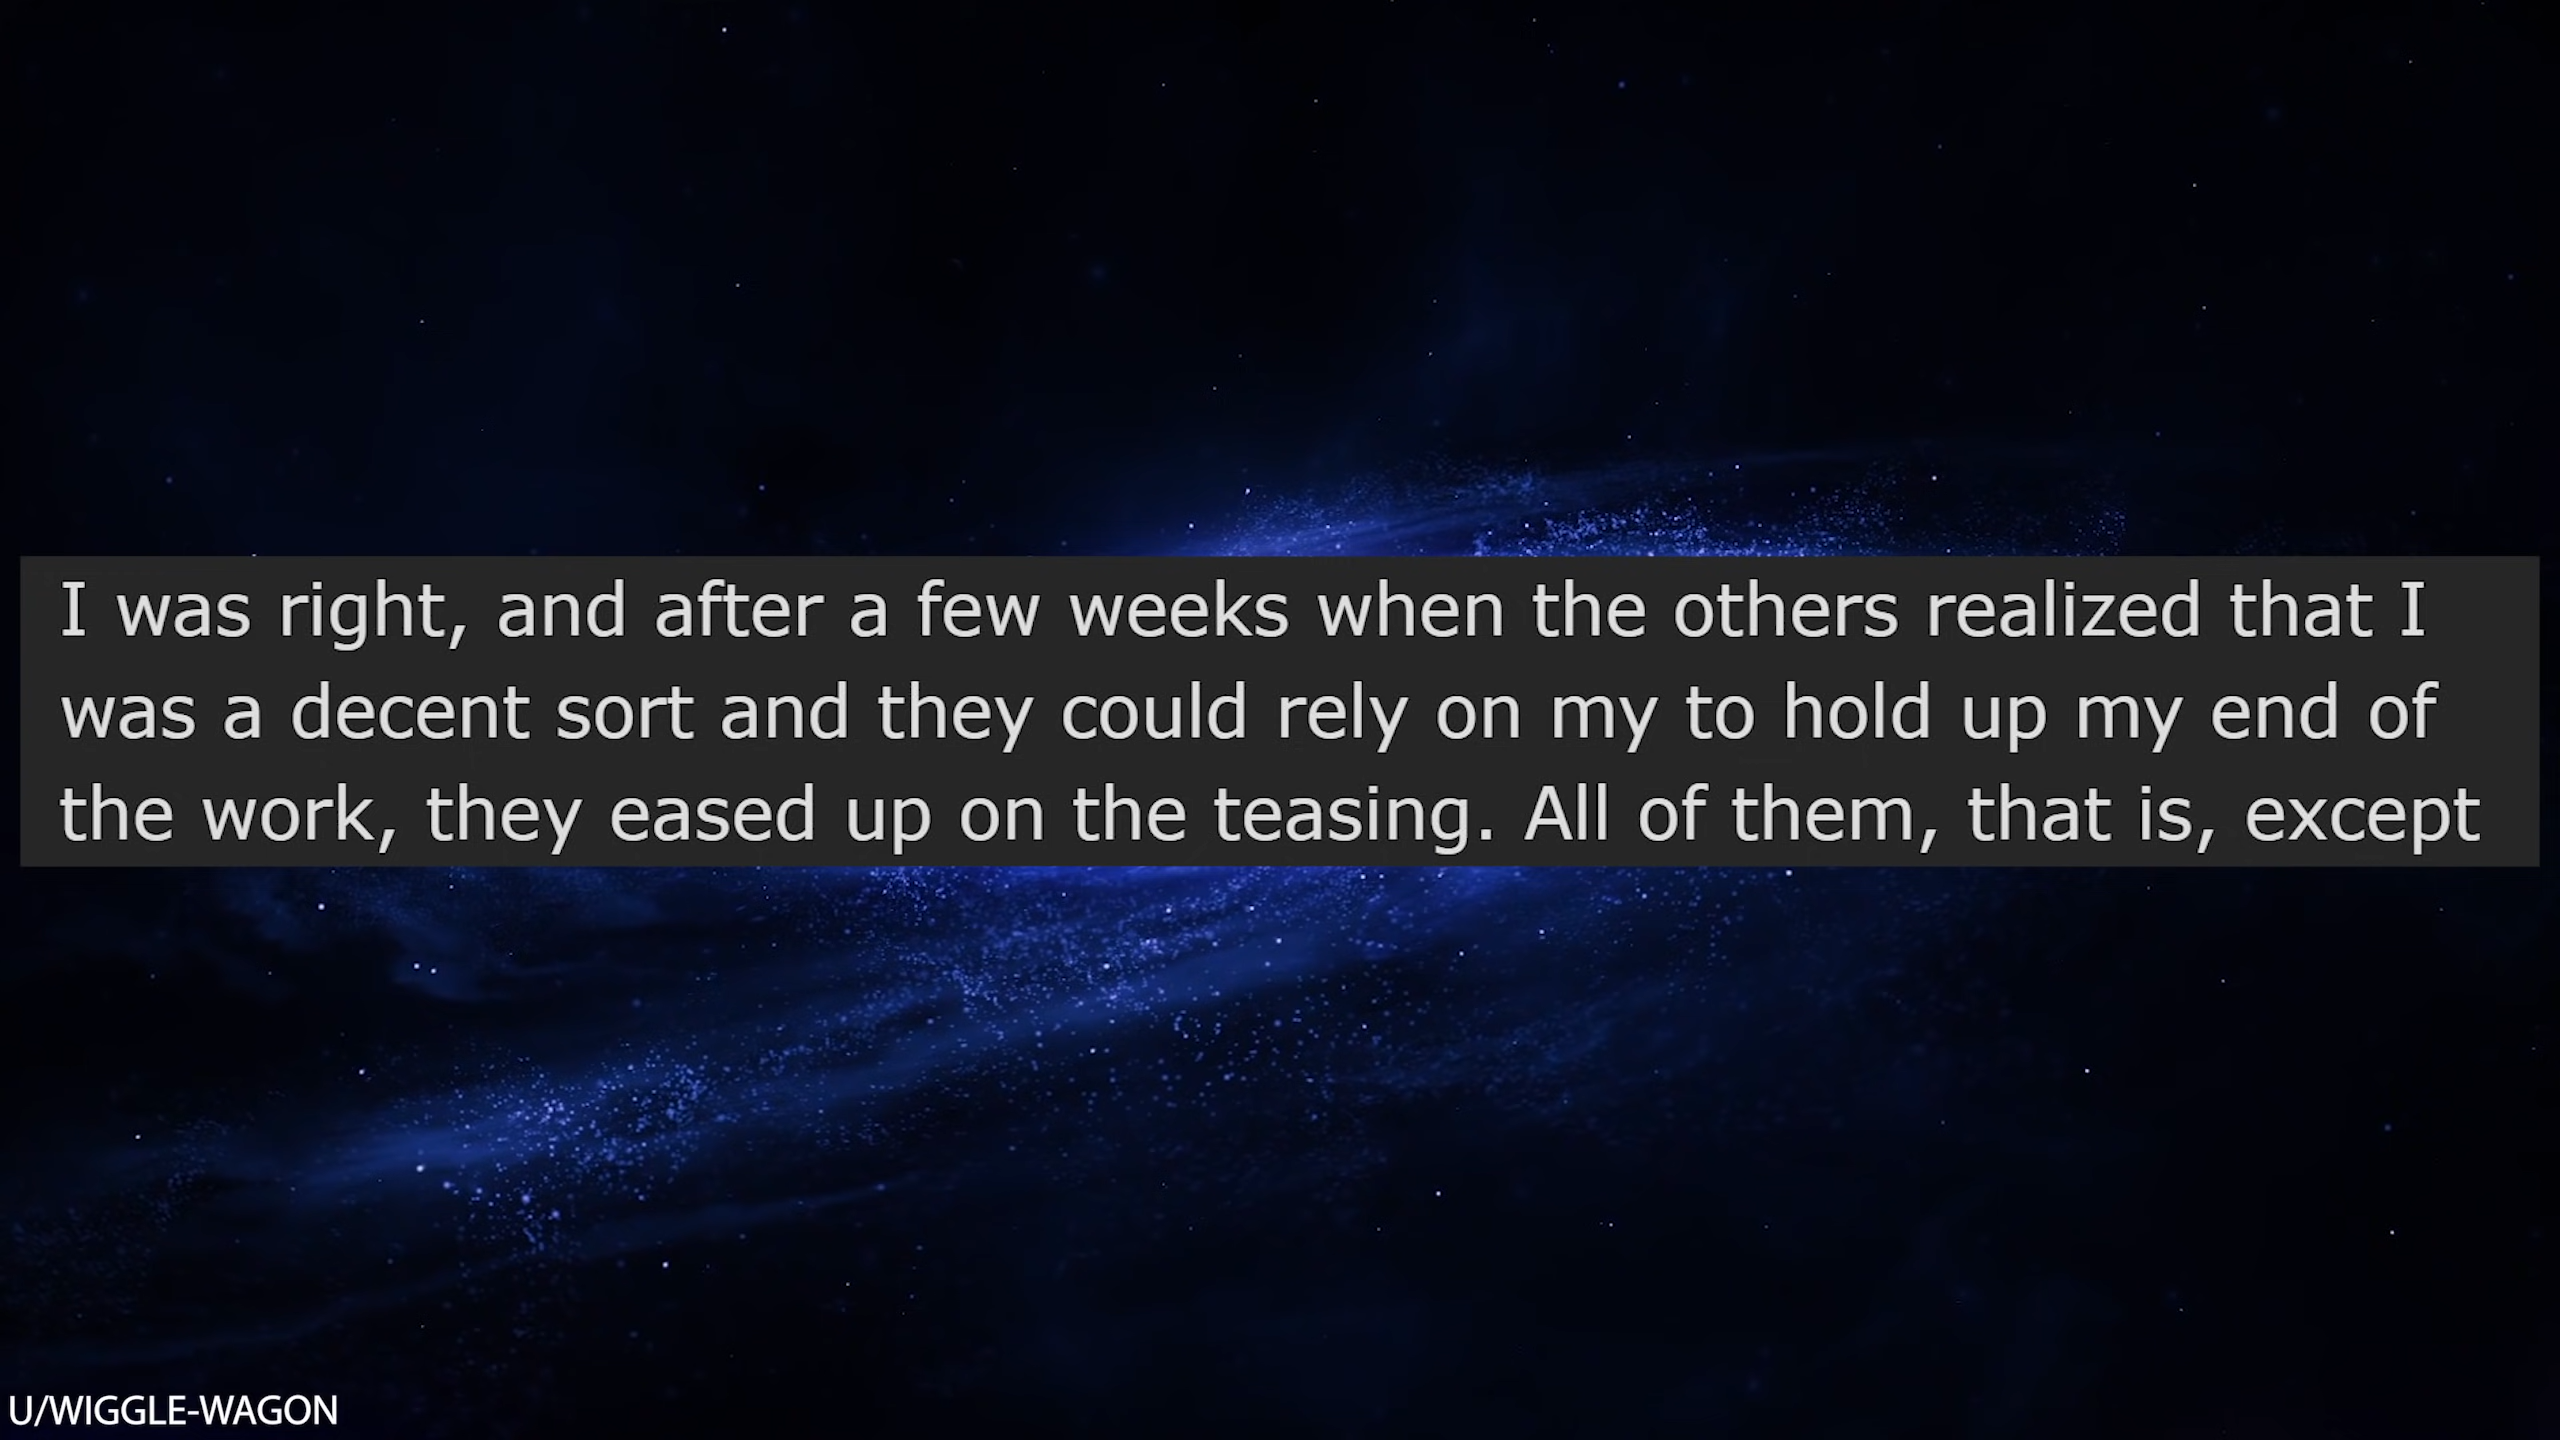 I was right, and after a few weeks when the others realized that I
was a decent sort and they could rely on my to hold up my end of
the work, they eased up on the teasing. All of them, that is, except
U/WIGGLE-WAGON